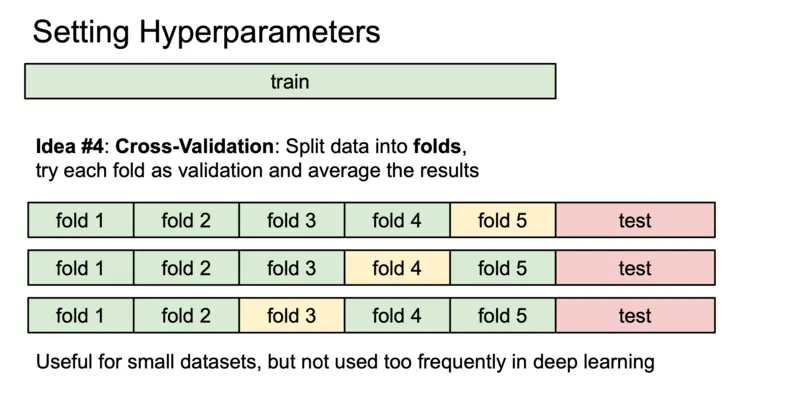 Setting Hyperparameters
train
Idea #4: Cross-Validation: Split data into folds,
try each fold as validation and average the results
fold 1 fold 2 fold 3 fold 4 fold 5 test
fold 1 fold 2 fold 3 fold 4 fold 5 test
fold 1 fold 2 fold 3 fold 4 fold 5 test
Useful for small datasets, but not used too frequently in deep learning